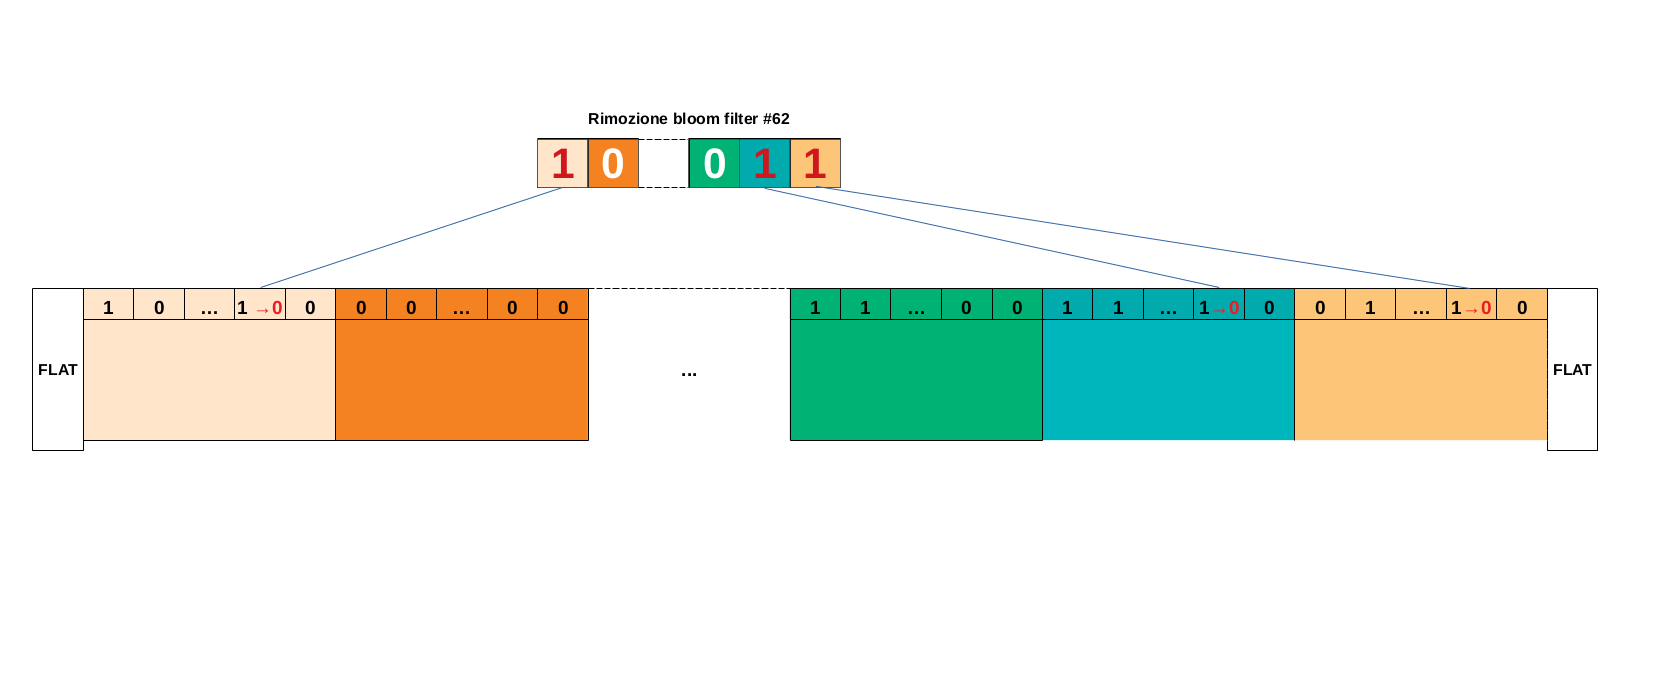 Rimozione bloom filter #62
1 0 0 1 1
1 0 ... 1 →0 0 0 0 ... 0 0 1 1 ... 0 0 1 1 ... 1→0 0 0 1 ... 1→0 0
FLAT ... FLAT